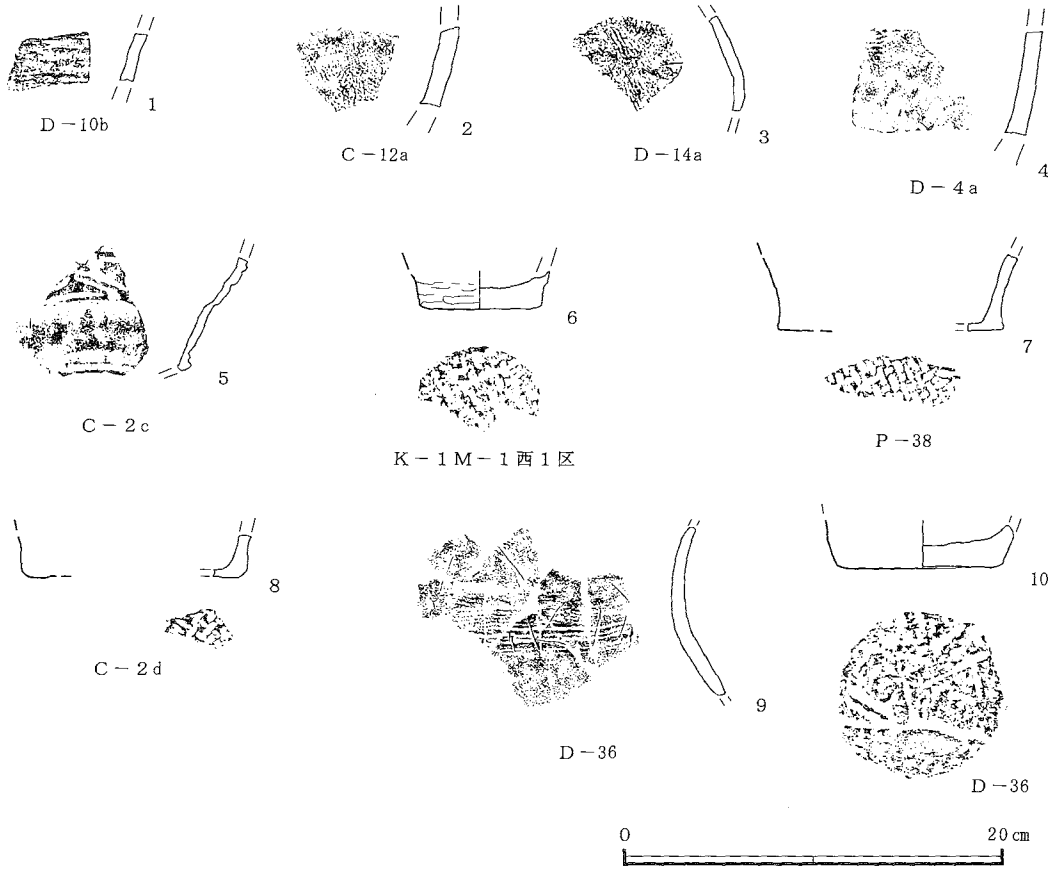 1
D－10b
2
C－12a
3
D－14a
4
D－4a
5
C－2c
6
K－1M－1西1区
7
P－38
8
C－2d
9
D－36
10
D－36
0 20cm